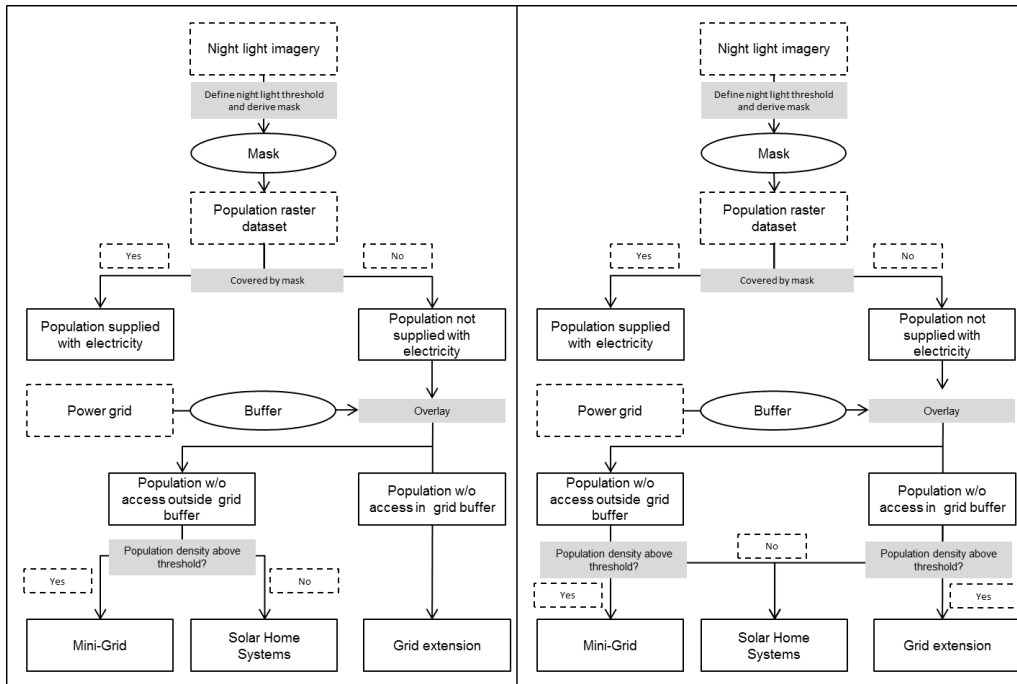 Night light imagery
Define night light threshold
and derive mask
Mask
Population raster
dataset
Yes
No
Covered by mask
Population supplied
with electricity
Population not
supplied with
electricity
Power grid
Buffer
Overlay
Population w/o
access outside grid
buffer
Population w/o
access in grid buffer
Population density above
threshold?
Yes
No
Mini-Grid
Solar Home
Systems
Grid extension
Night light imagery
Define night light threshold
and derive mask
Mask
Population raster
dataset
Yes
No
Covered by mask
Population supplied
with electricity
Population not
supplied with
electricity
Power grid
Buffer
Overlay
Population w/o
access outside grid
buffer
Population w/o
access in grid buffer
Population density above
threshold?
No
Population density above
threshold?
Yes
Yes
Mini-Grid
Solar Home
Systems
Grid extension